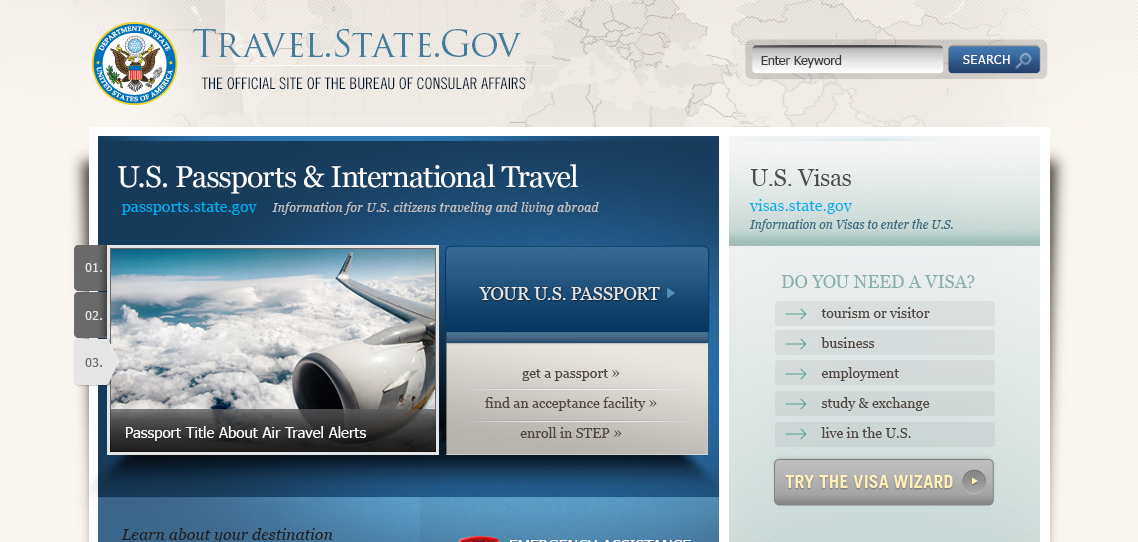 DEPARTMENT OF STATE
UNITED STATES OF AMERICA
TRAVEL.STATE.GOV
THE OFFICIAL SITE OF THE BUREAU OF CONSULAR AFFAIRS
Enter Keyword
SEARCH
U.S. Passports & International Travel
passports.state.gov Information for U.S. citizens traveling and living abroad
01.
02.
03.
Passport Title About Air Travel Alerts
YOUR U.S. PASSPORT
get a passport »
find an acceptance facility »
enroll in STEP »
Learn about your destination
EMERGENCY ASSISTANCE
U.S. Visas
visas.state.gov
Information on Visas to enter the U.S.
DO YOU NEED A VISA?
tourism or visitor
business
employment
study & exchange
live in the U.S.
TRY THE VISA WIZARD